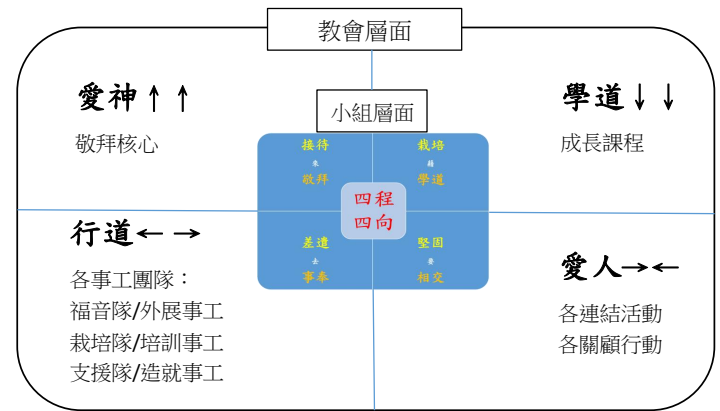 教會層面
愛神↑ ↑
敬拜核心
學道↓ ↓
成長課程
小組層面
接待
來
敬拜
栽培
藉
學道
四程
四向
差遣
去
事奉
堅固
要
相交
行道← →
各事工團隊：
福音隊/外展事工
栽培隊/培訓事工
支援隊/造就事工
愛人→←
各連結活動
各關顧行動